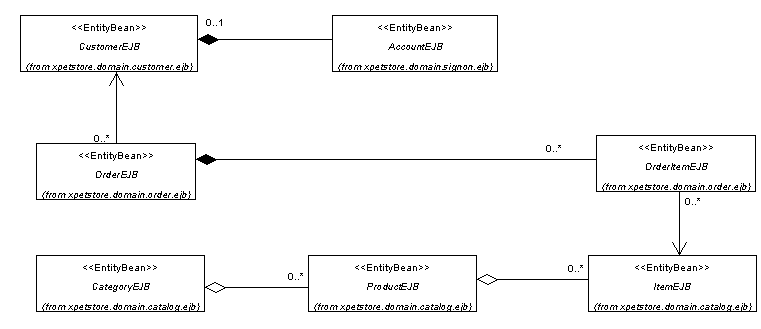 <<EntityBean>>
CustomerEJB
(from xpetstore.domain.customer.ejb)
0..1
<<EntityBean>>
AccountEJB
(from xpetstore.domain.signon.ejb)
0..*
<<EntityBean>>
OrderEJB
(from xpetstore.domain.order.ejb)
0..*
<<EntityBean>>
OrderItemEJB
(from xpetstore.domain.order.ejb)
0..*
<<EntityBean>>
CategoryEJB
(from xpetstore.domain.catalog.ejb)
0..*
<<EntityBean>>
ProductEJB
(from xpetstore.domain.catalog.ejb)
0..*
<<EntityBean>>
ItemEJB
(from xpetstore.domain.catalog.ejb)